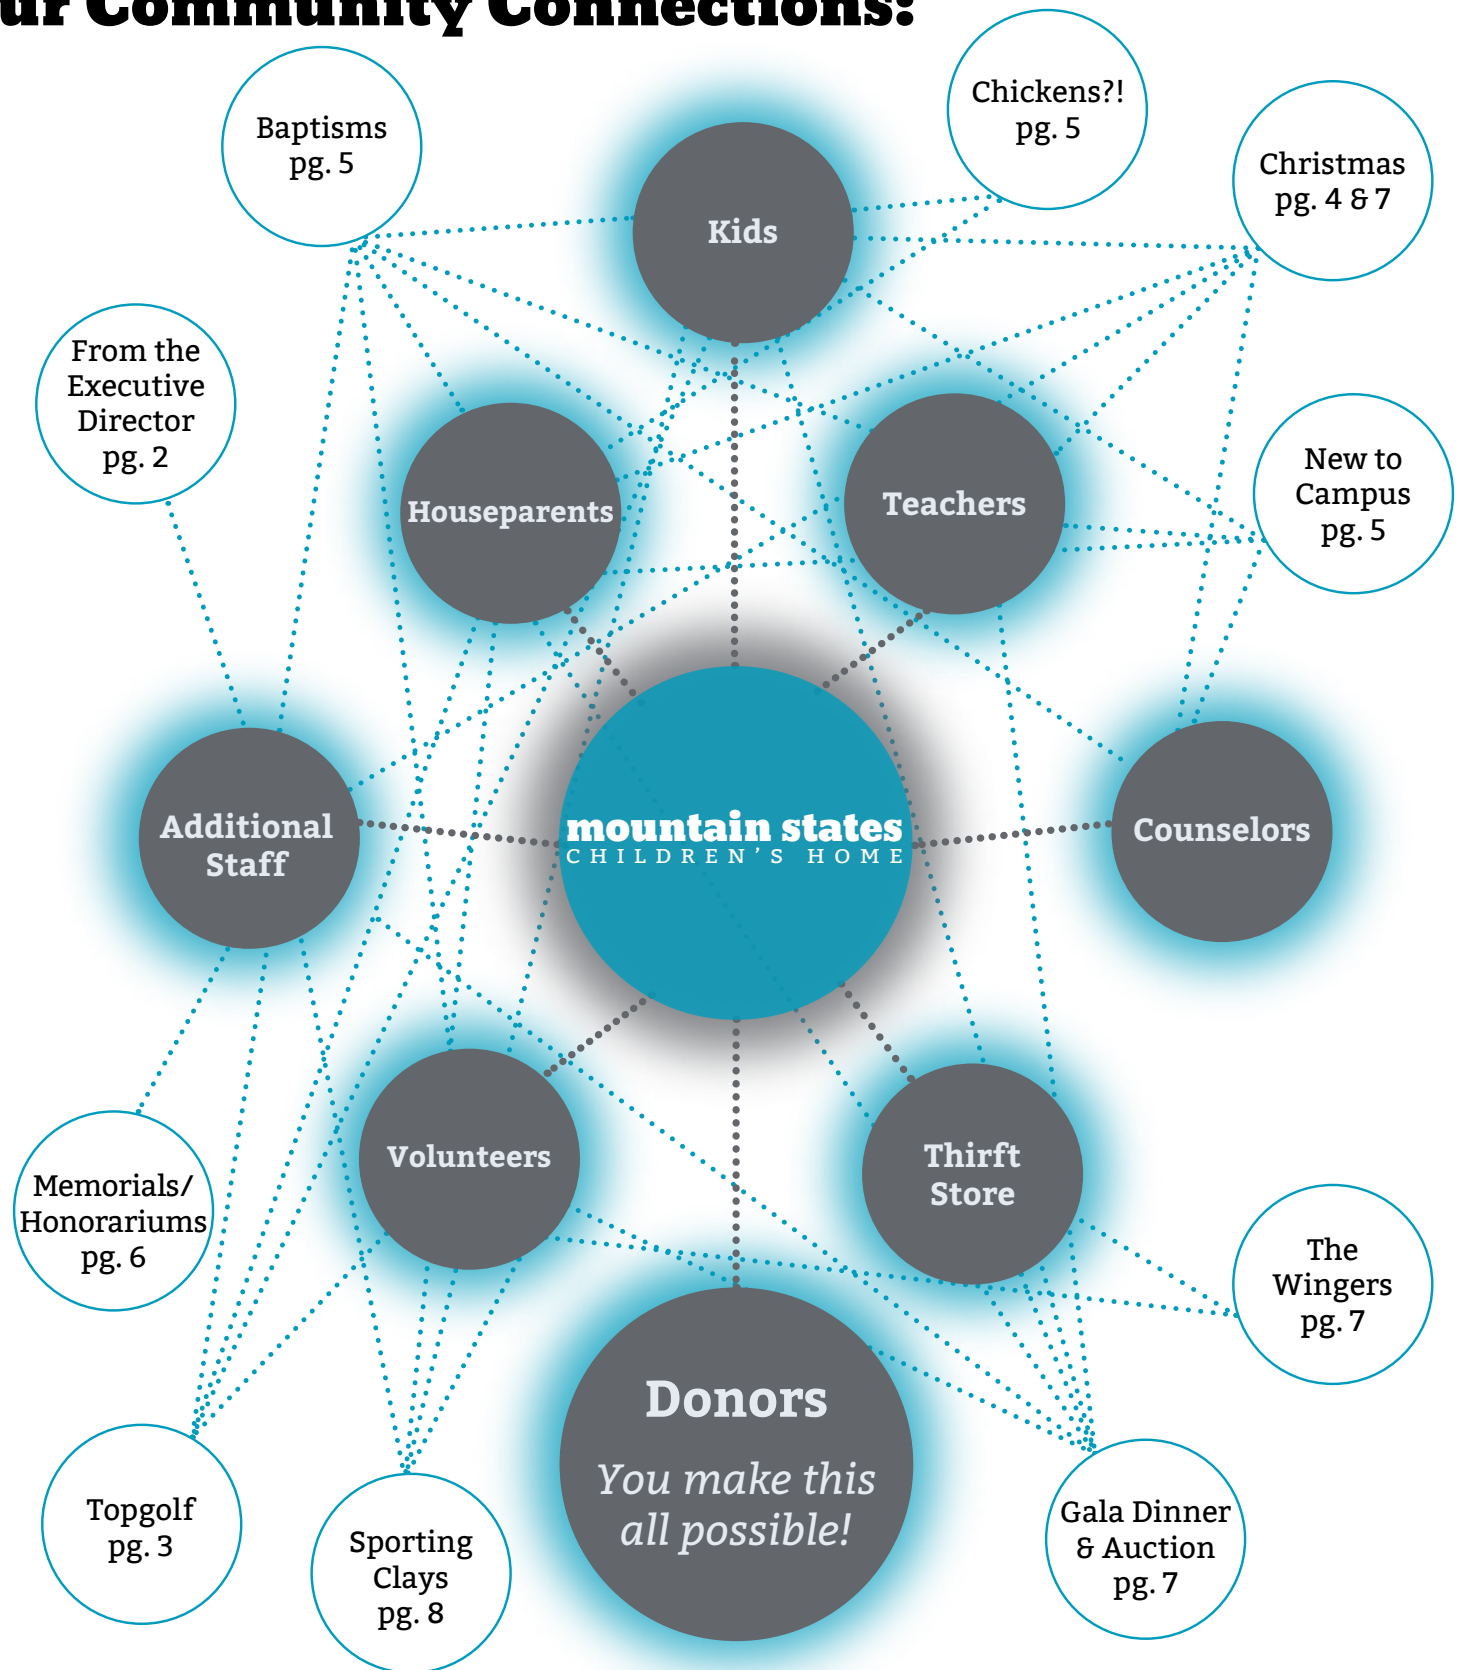 ur Community Connections:
Chickens?!
pg. 5
Baptisms
pg. 5
Christmas
pg. 4 & 7
Kids
From the
Executive
Director
pg. 2
New to
Campus
pg. 5
Houseparents
Teachers
Additional
Staff
mountain states
CHILDREN'S HOME
Counselors
Volunteers
Thirft
Store
Memorials/
Honorariums
pg. 6
The
Wingers
pg. 7
Donors
You make this
all possible!
Topgolf
pg. 3
Sporting
Clays
pg. 8
Gala Dinner
& Auction
pg. 7